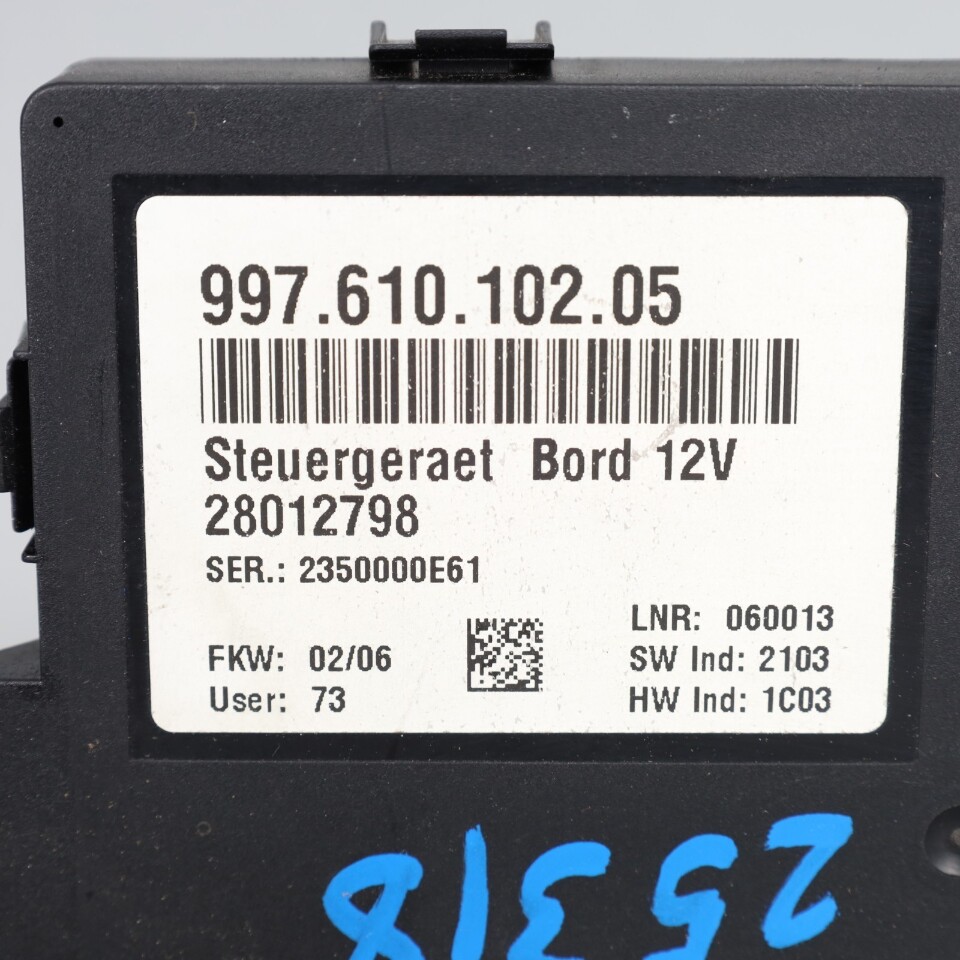 997.610.102.05
Steuergeraet Bord 12V
28012798
SER.: 2350000E61
LNR: 060013
FKW: 02/06
SW Ind: 2103
User: 73
HW Ind: 1C03
25318